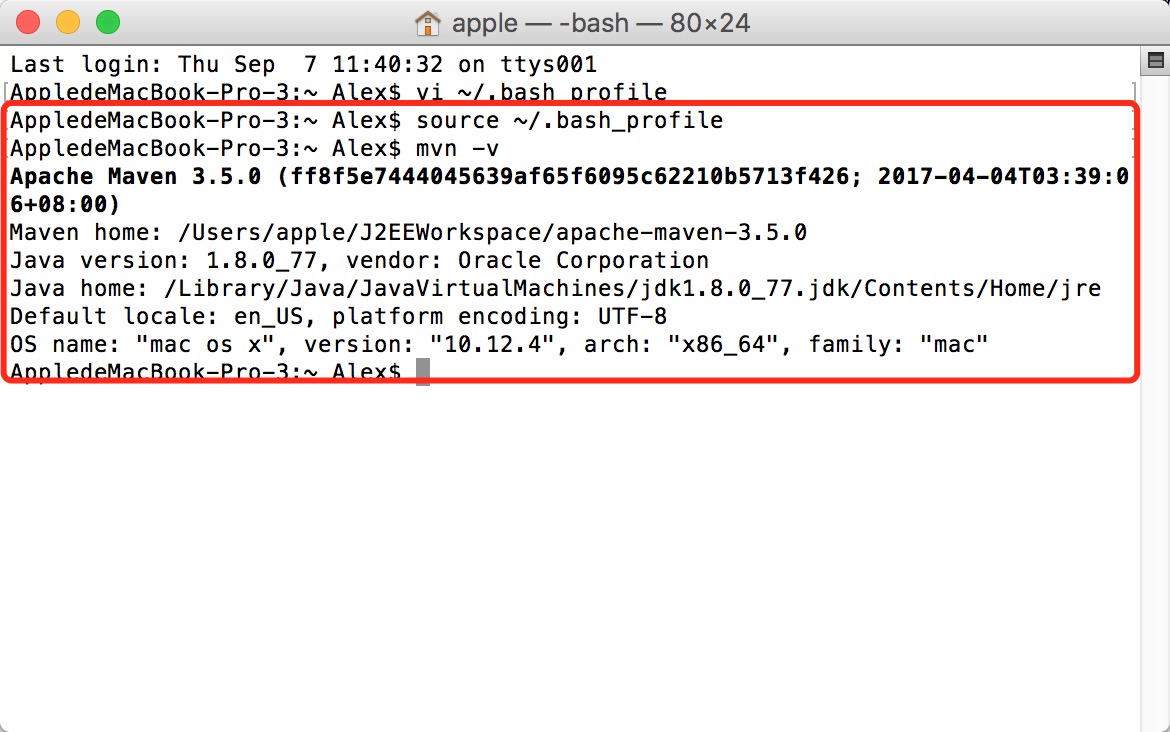 apple — -bash — 80×24
Last login: Thu Sep  7 11:40:32 on ttys001
AppledeMacBook-Pro-3:~ Alex$ vi ~/.bash_profile
AppledeMacBook-Pro-3:~ Alex$ source ~/.bash_profile
AppledeMacBook-Pro-3:~ Alex$ mvn -v
Apache Maven 3.5.0 (ff8f5e7444045639af65f6095c62210b5713f426; 2017-04-04T03:39:0
6+08:00)
Maven home: /Users/apple/J2EEWorkspace/apache-maven-3.5.0
Java version: 1.8.0_77, vendor: Oracle Corporation
Java home: /Library/Java/JavaVirtualMachines/jdk1.8.0_77.jdk/Contents/Home/jre
Default locale: en_US, platform encoding: UTF-8
OS name: "mac os x", version: "10.12.4", arch: "x86_64", family: "mac"
AppledeMacBook-Pro-3:~ Alex$